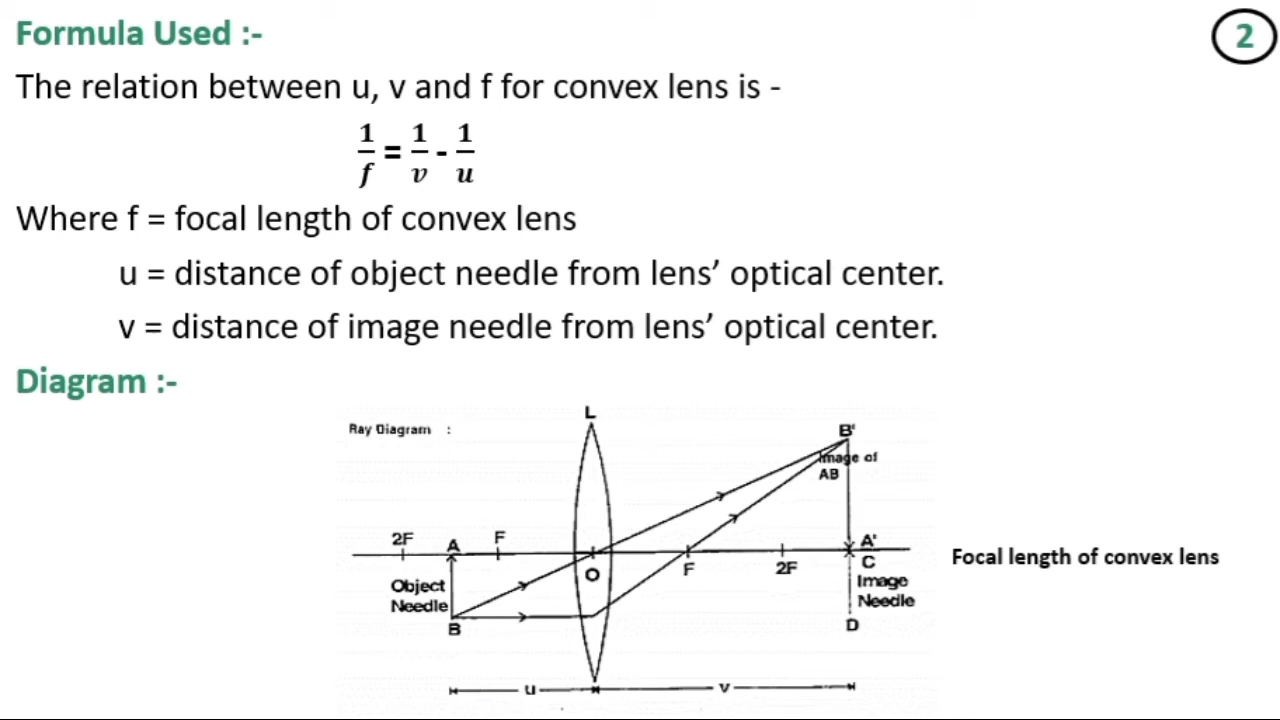 Formula Used :-
2
The relation between u, v and f for convex lens is -
1/f = 1/v - 1/u
Where f = focal length of convex lens
u = distance of object needle from lens’ optical center.
v = distance of image needle from lens’ optical center.
Diagram :-
L
Ray Diagram :
B'
Image of
AB
2F
A
F
A'
O
F
2F
C
Focal length of convex lens
Object
Needle
Image
Needle
B
D
u
v